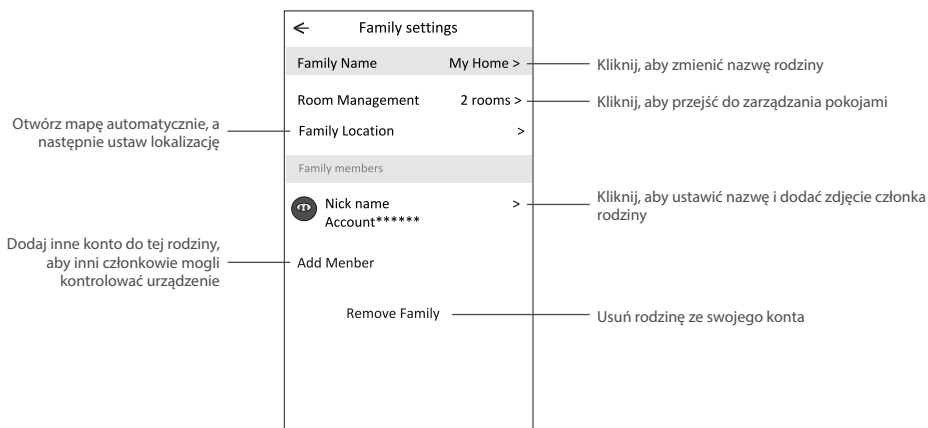 Family settings
Family Name My Home >
Kliknij, aby zmienić nazwę rodziny
Room Management 2 rooms >
Kliknij, aby przejść do zarządzania pokojami
Otwórz mapę automatycznie, a
następnie ustaw lokalizację
Family Location >
Family members
Nick name >
Account******
Kliknij, aby ustawić nazwę i dodać zdjęcie członka
rodziny
Dodaj inne konto do tej rodziny,
aby inni członkowie mogli
kontrolować urządzenie
Add Menber
Remove Family
Usuń rodzinę ze swojego konta